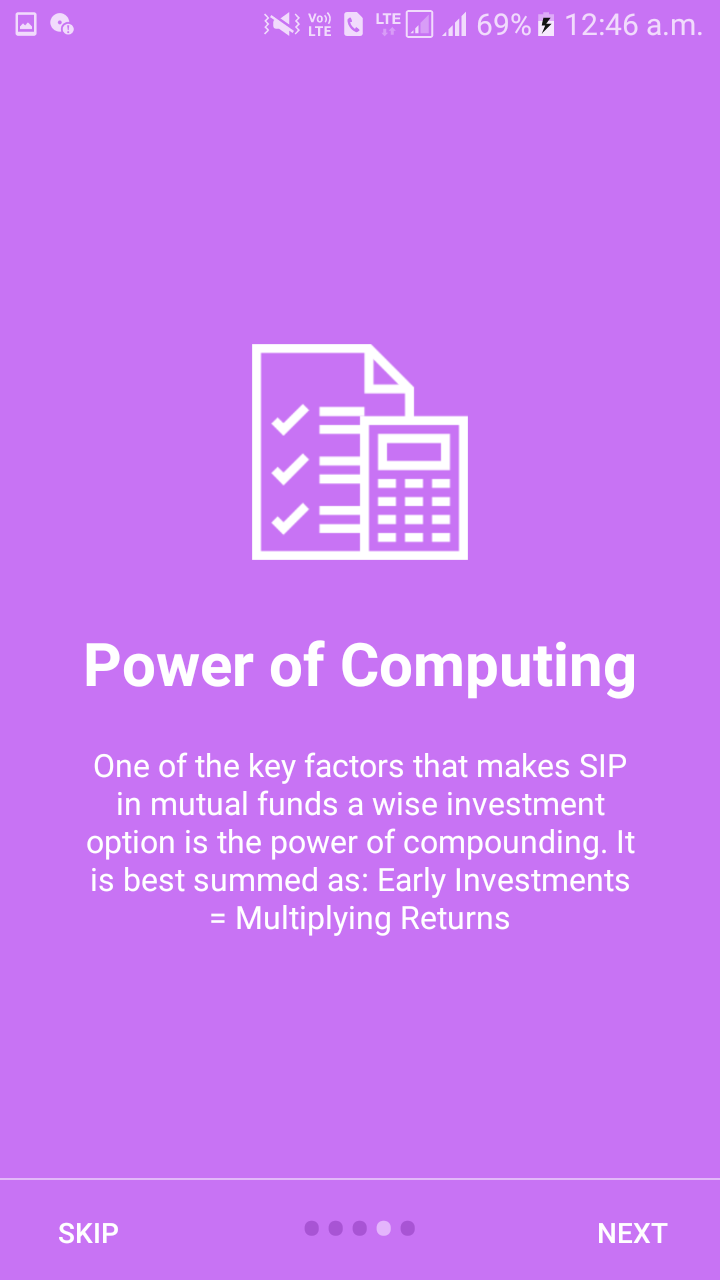 Vo)) LTE LTE 69% 12:46 a.m.
Power of Computing
One of the key factors that makes SIP
in mutual funds a wise investment
option is the power of compounding. It
is best summed as: Early Investments
= Multiplying Returns
SKIP NEXT